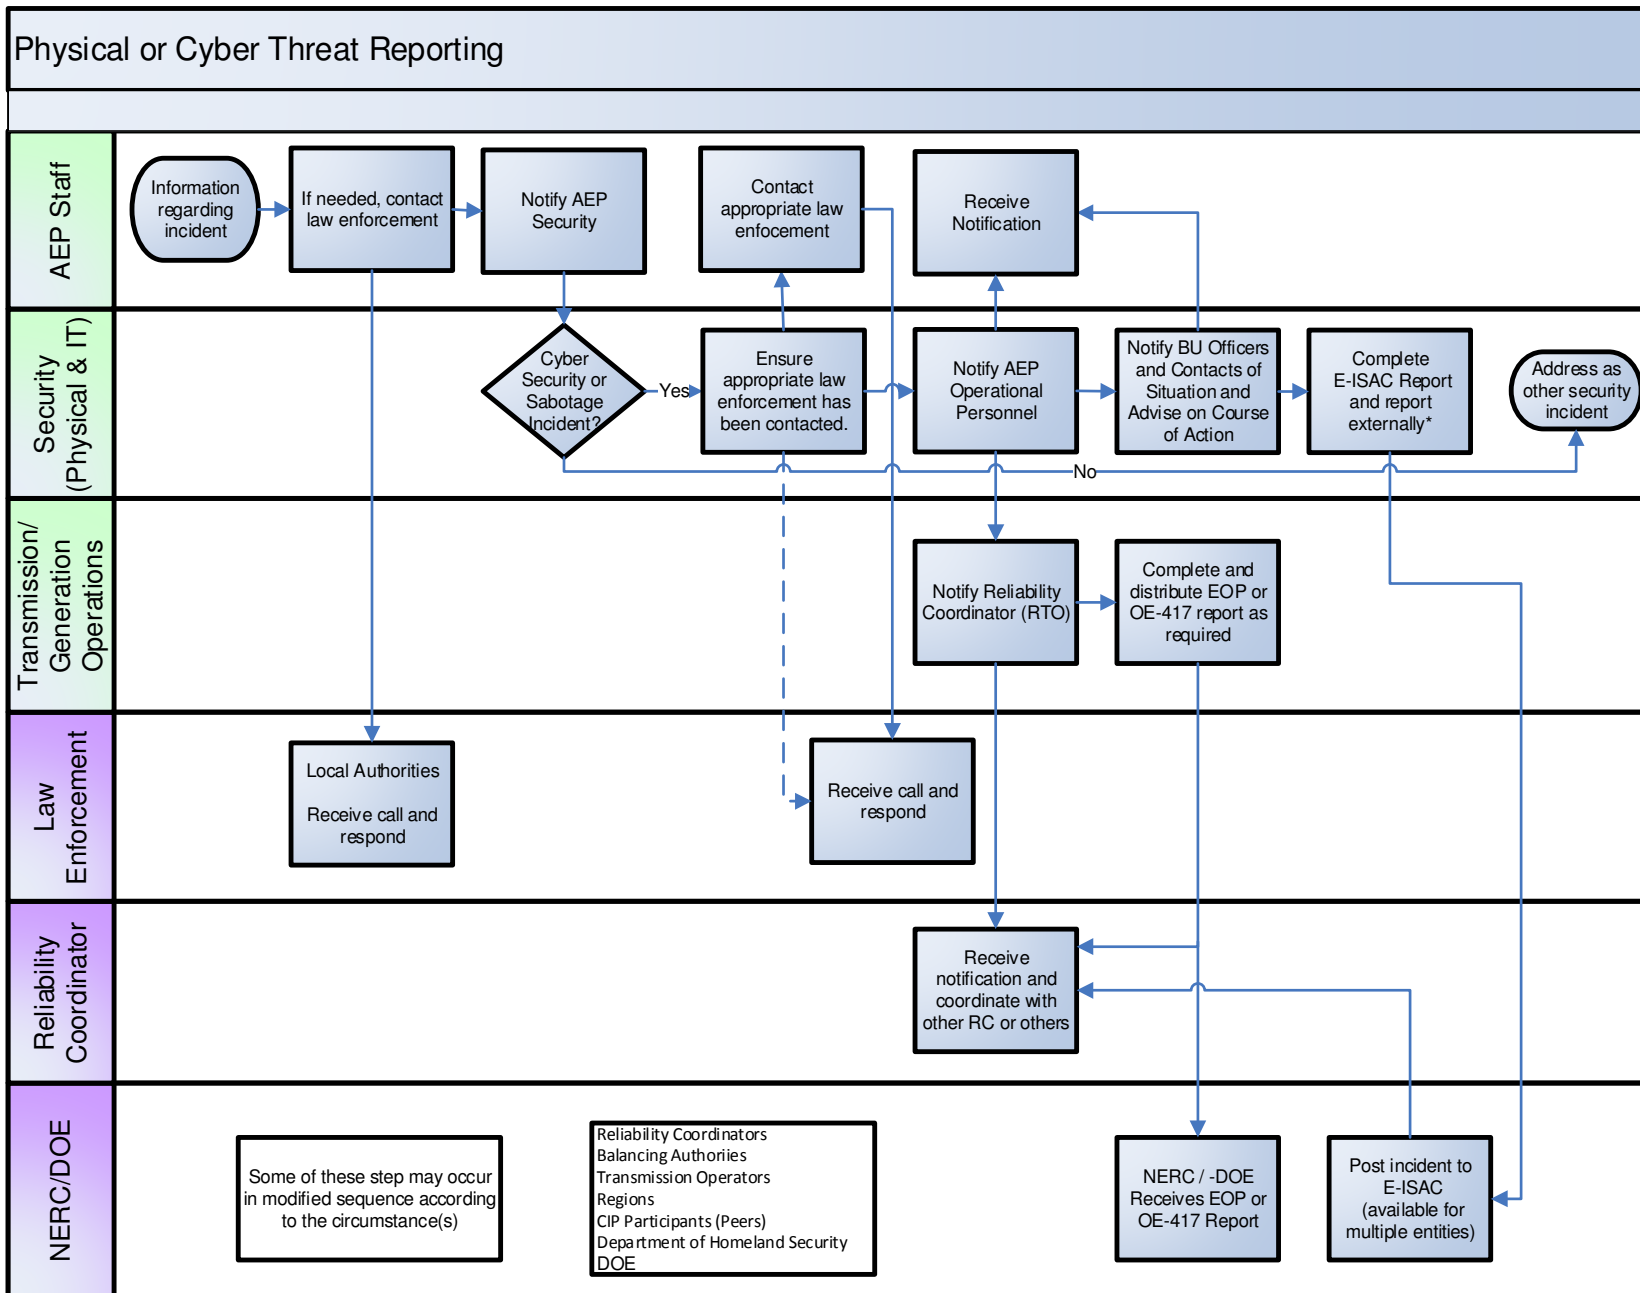 Physical or Cyber Threat Reporting
AEP Staff
Information
regarding
incident
If needed, contact
law enforcement
Notify AEP
Security
Contact
appropriate law
enfocement
Receive
Notification
Security
(Physical & IT)
Cyber
Security or
Sabotage
Incident?
Yes
Ensure
appropriate law
enforcement has
been contacted.
Notify AEP
Operational
Personnel
Notify BU Officers
and Contacts of
Situation and
Advise on Course
of Action
Complete
E-ISAC Report
and report
externally*
Address as
other security
incident
No
Transmission/
Generation
Operations
Notify Reliability
Coordinator (RTO)
Complete and
distribute EOP or
OE-417 report as
required
Law
Enforcement
Local Authorities
Receive call and
respond
Receive call and
respond
Reliability
Coordinator
Receive
notification and
coordinate with
other RC or others
NERC/DOE
Some of these step may occur
in modified sequence according
to the circumstance(s)
Reliability Coordinators
Balancing Authoriies
Transmission Operators
Regions
CIP Participants (Peers)
Department of Homeland Security
DOE
NERC / -DOE
Receives EOP or
OE-417 Report
Post incident to
E-ISAC
(available for
multiple entities)